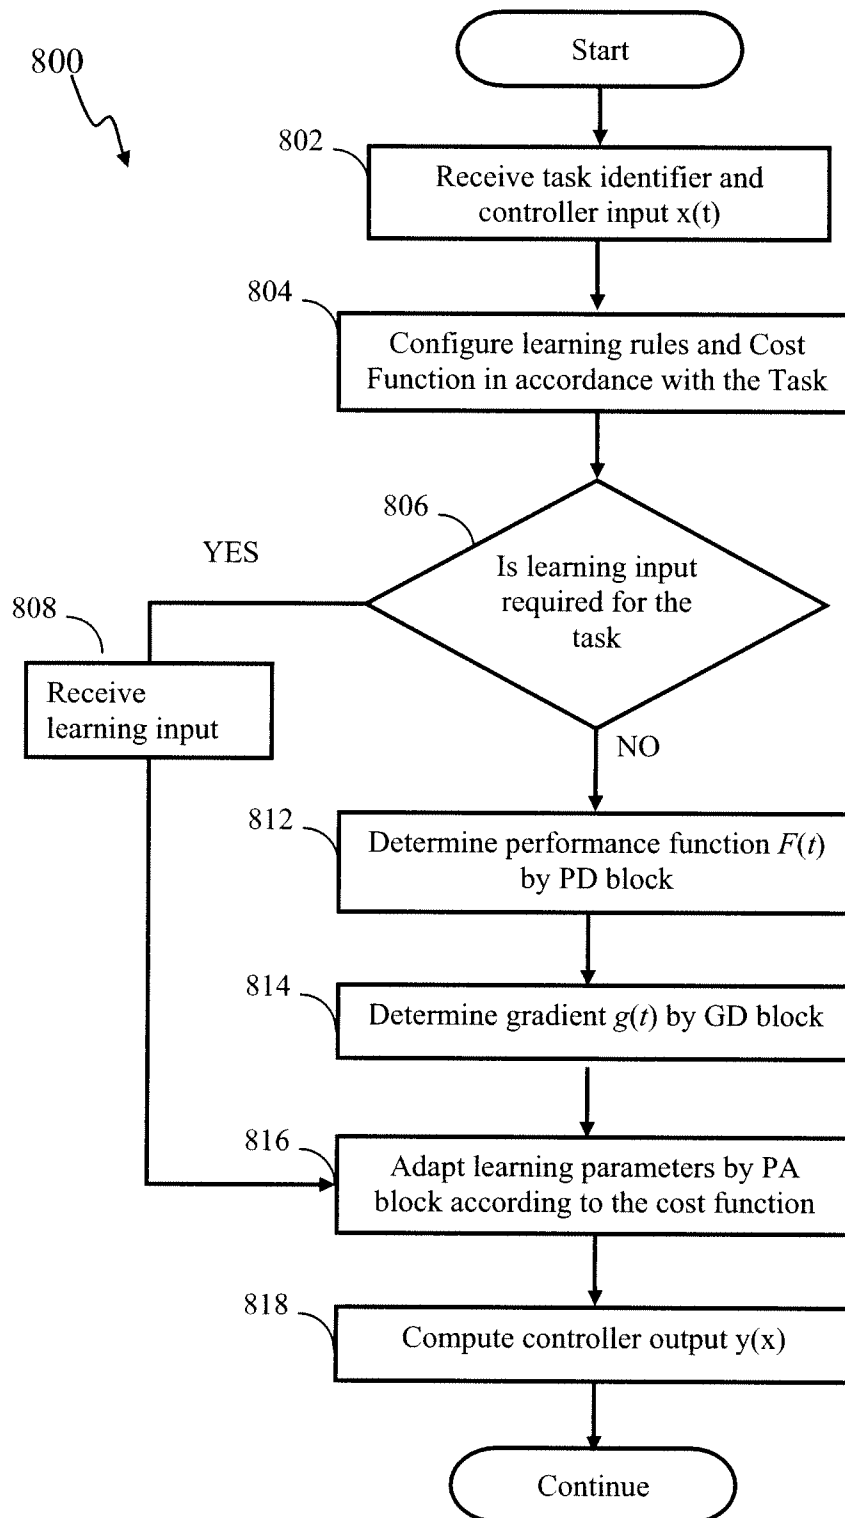 Start
800
802
Receive task identifier and
controller input x(t)
804
Configure learning rules and Cost
Function in accordance with the Task
806
YES
Is learning input
required for the
task
808
Receive
learning input
NO
812
Determine performance function F(t)
by PD block
814
Determine gradient g(t) by GD block
816
Adapt learning parameters by PA
block according to the cost function
818
Compute controller output y(x)
Continue